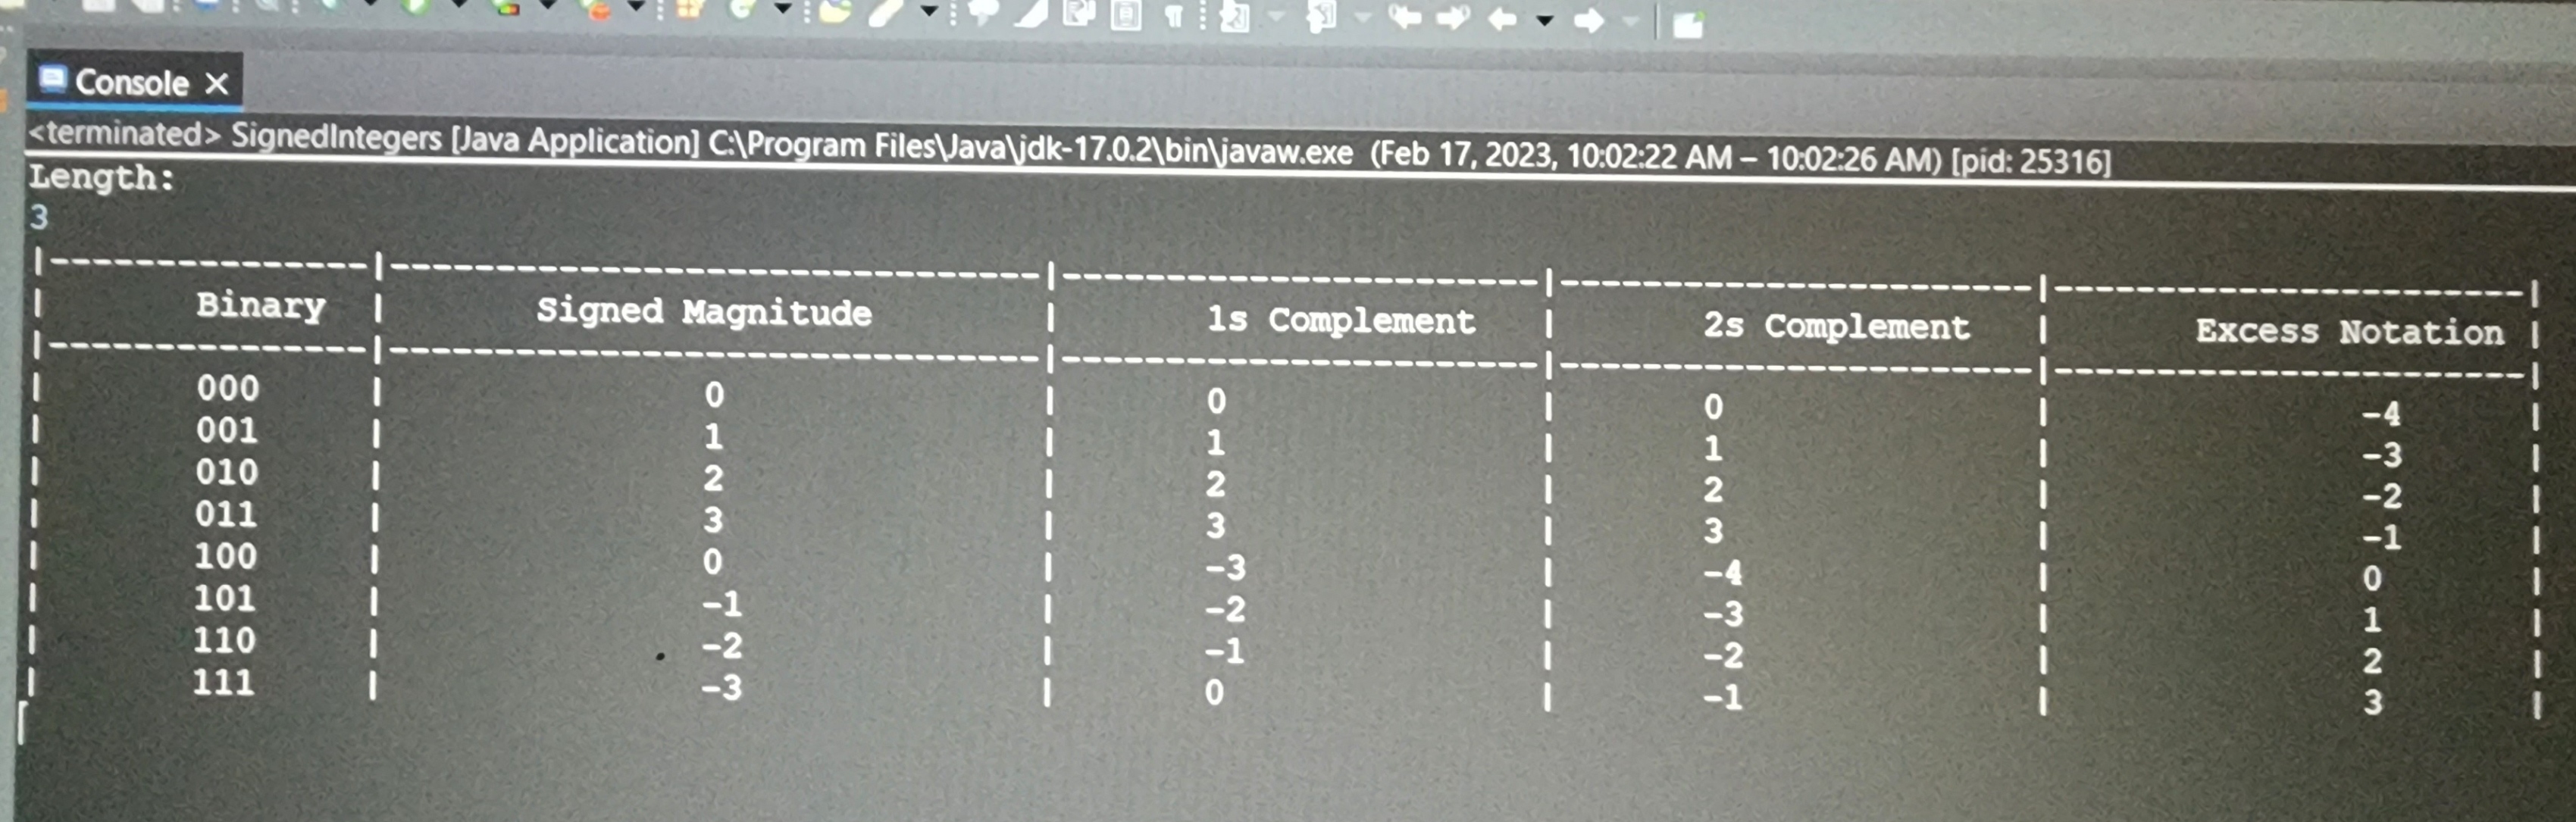 Console
<terminated> SignedIntegers [Java Application] C:\Program Files\Java\jdk-17.0.2\bin\javaw.exe (Feb 17, 2023, 10:02:22 AM – 10:02:26 AM) [pid: 25316]
Length:
3
|---------------|-------------------------------|-----------------------|-----------------------|-----------------------|
| Binary | Signed Magnitude | 1s Complement | 2s Complement | Excess Notation |
|---------------|-------------------------------|-----------------------|-----------------------|-----------------------|
| 000 | 0 | 0 | 0 | -4 |
| 001 | 1 | 1 | 1 | -3 |
| 010 | 2 | 2 | 2 | -2 |
| 011 | 3 | 3 | 3 | -1 |
| 100 | 0 | -3 | -4 | 0 |
| 101 | -1 | -2 | -3 | 1 |
| 110 | -2 | -1 | -2 | 2 |
| 111 | -3 | 0 | -1 | 3 |